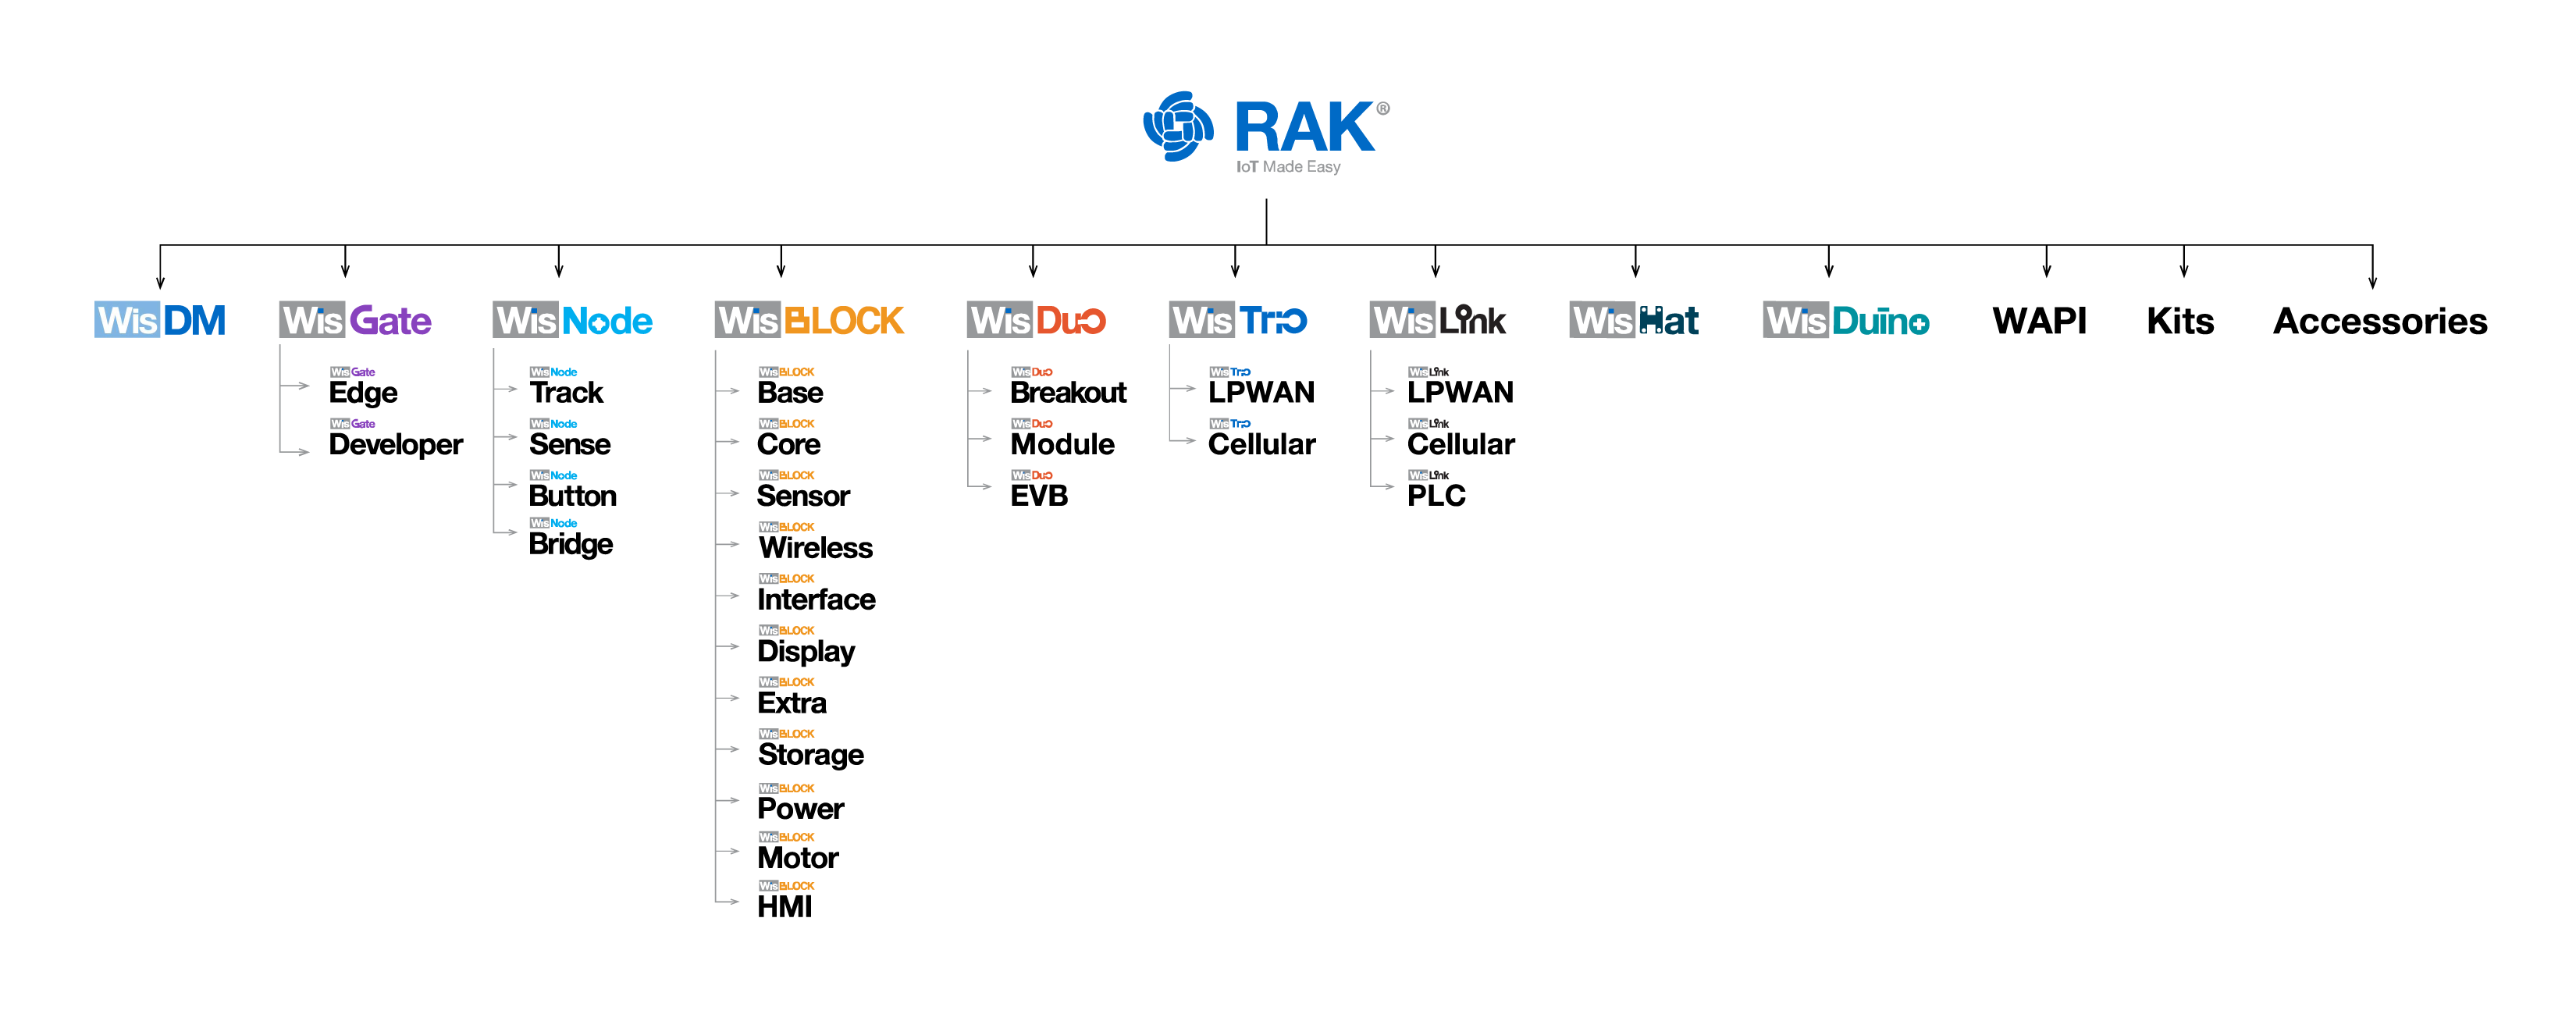 RAK®
IoT Made Easy
WisDM
WisGate
WisNode
WisBLOCK
WisDuo
WisTrio
WisLink
WisHat
WisDuino
WAPI
Kits
Accessories
WisGate
Edge
WisGate
Developer
WisNode
Track
WisNode
Sense
WisNode
Button
WisNode
Bridge
WisBLOCK
Base
WisBLOCK
Core
WisBLOCK
Sensor
WisBLOCK
Wireless
WisBLOCK
Interface
WisBLOCK
Display
WisBLOCK
Extra
WisBLOCK
Storage
WisBLOCK
Power
WisBLOCK
Motor
WisBLOCK
HMI
WisDuo
Breakout
WisDuo
Module
WisDuo
EVB
WisTrio
LPWAN
WisTrio
Cellular
WisLink
LPWAN
WisLink
Cellular
WisLink
PLC